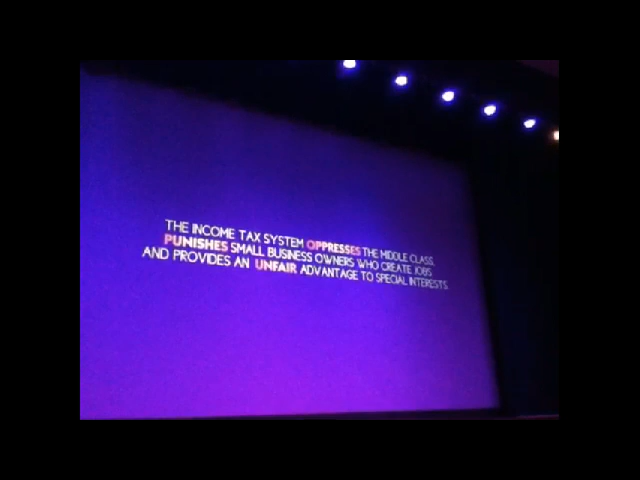 THE INCOME TAX SYSTEM OPPRESSES THE MIDDLE CLASS,
PUNISHES SMALL BUSINESS OWNERS WHO CREATE JOBS
AND PROVIDES AN UNFAIR ADVANTAGE TO SPECIAL INTERESTS.